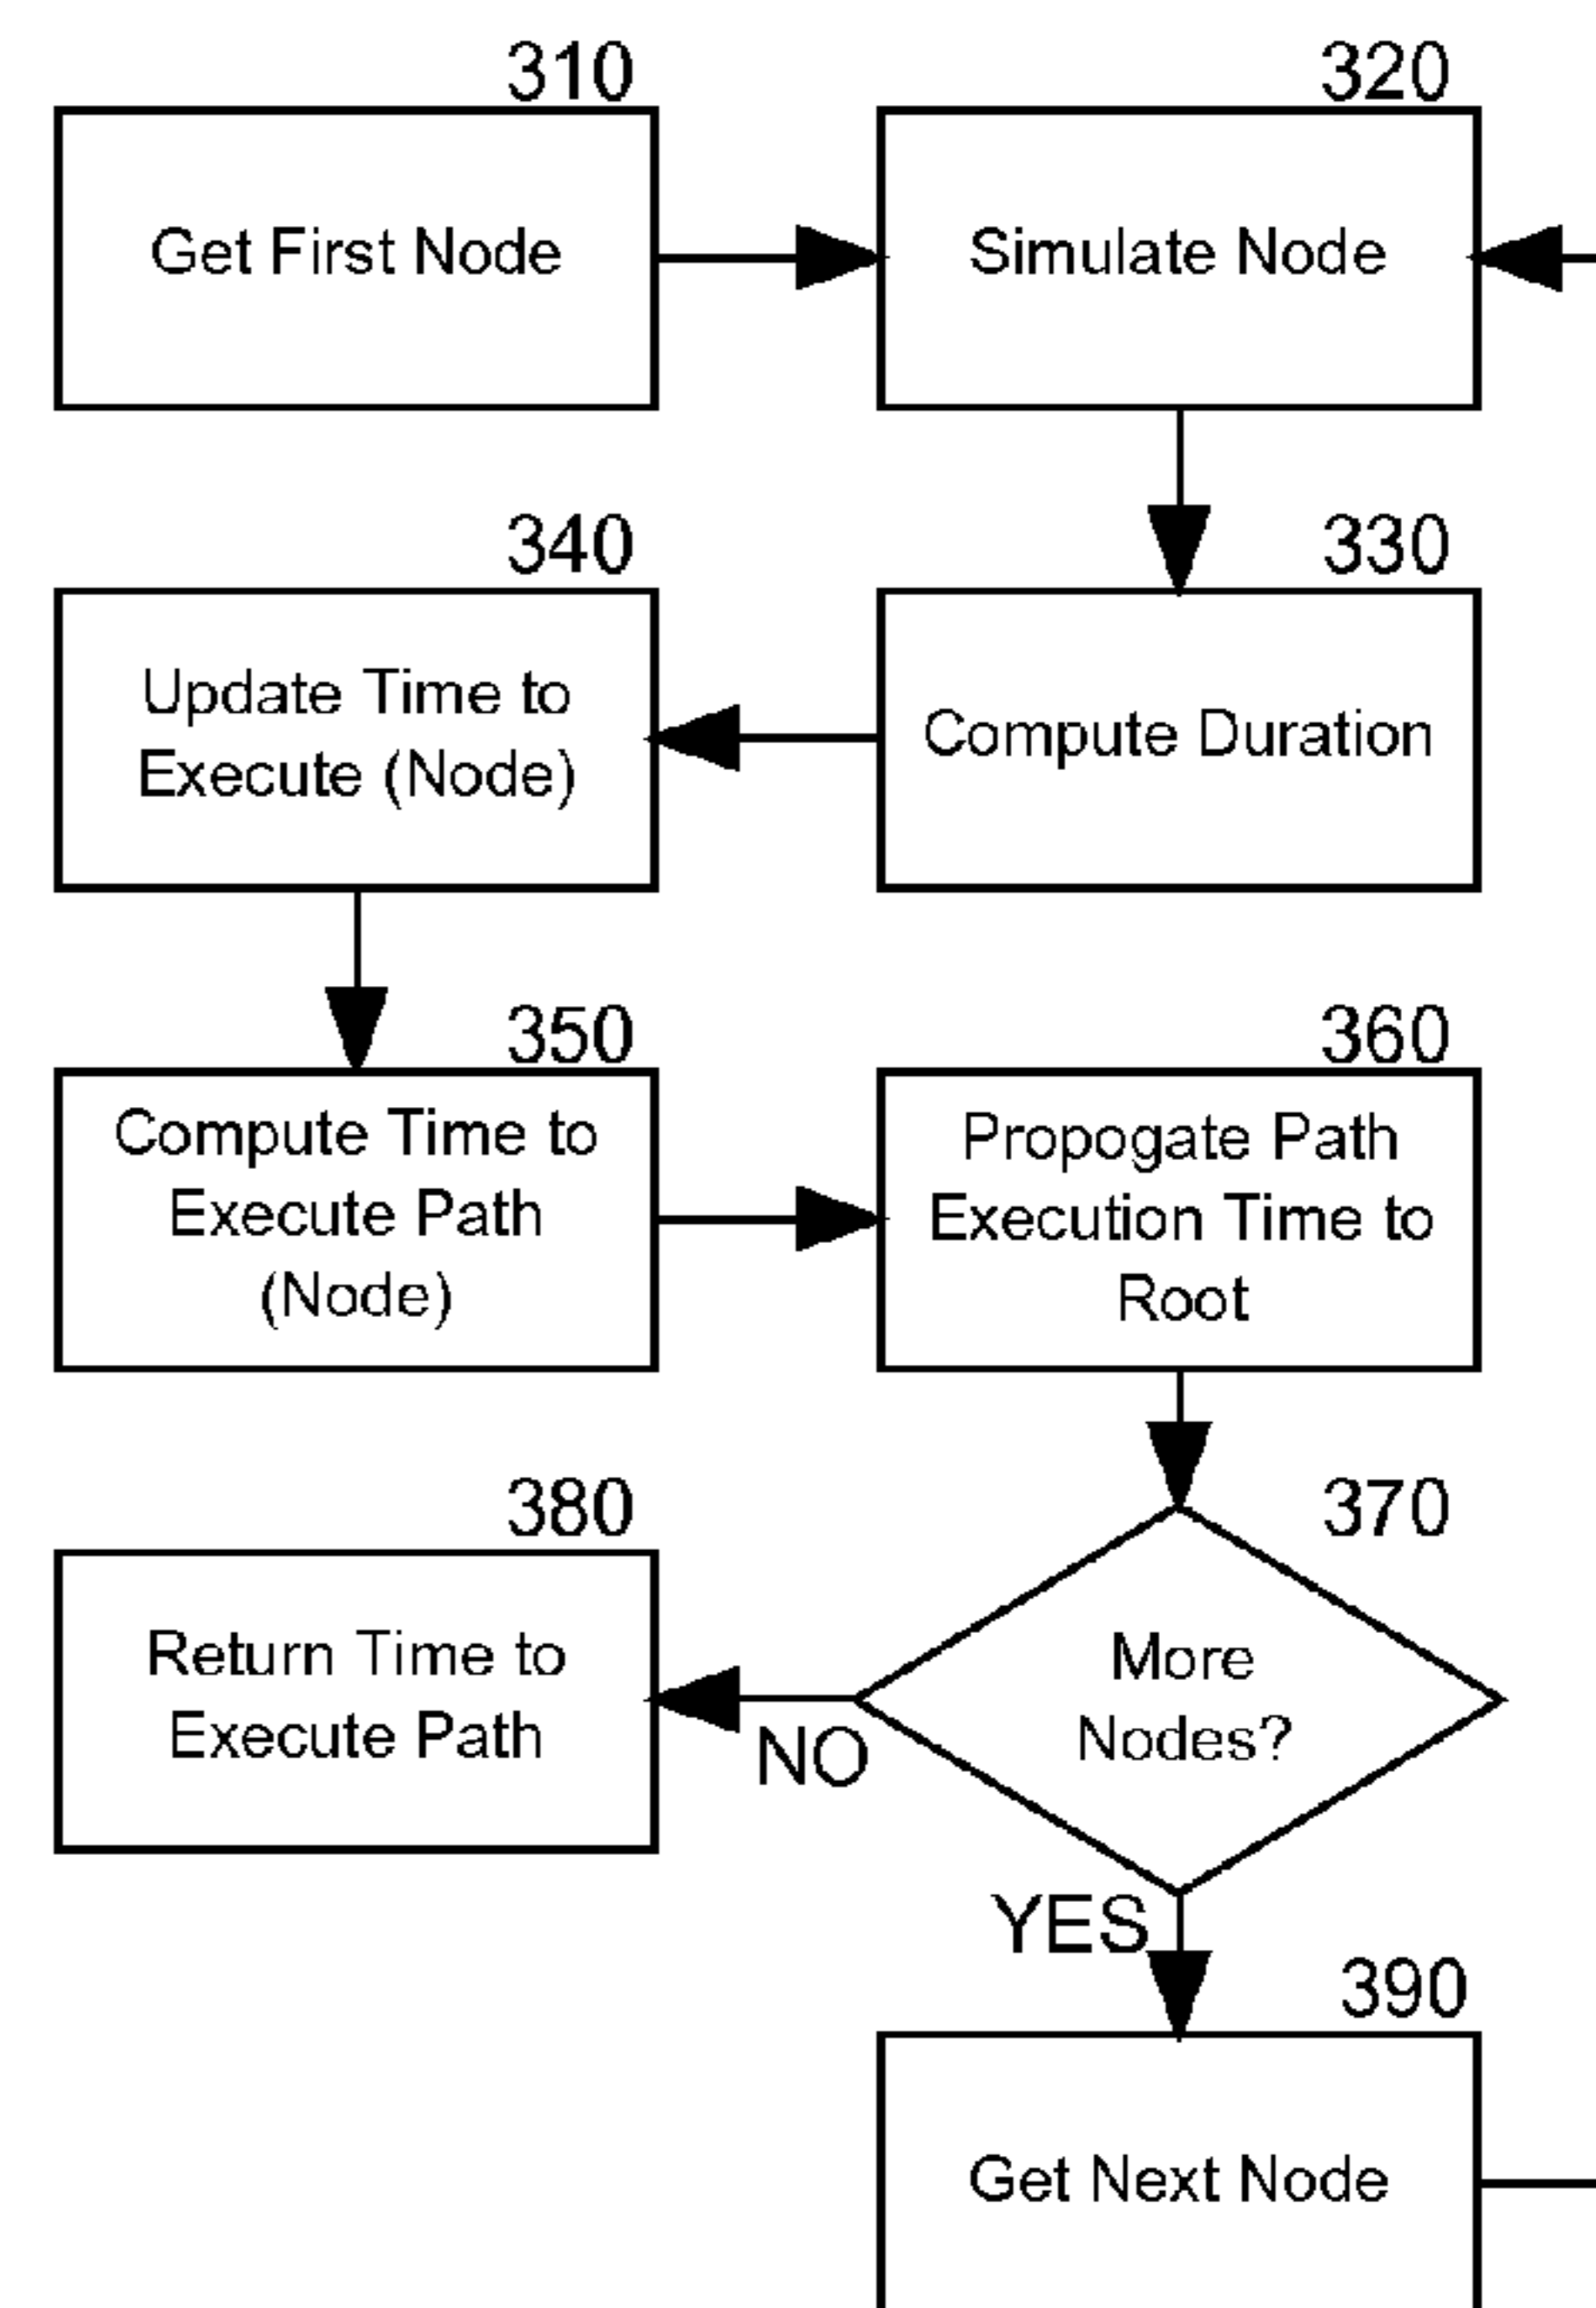 310
Get First Node
320
Simulate Node
340
Update Time to
Execute (Node)
330
Compute Duration
350
Compute Time to
Execute Path
(Node)
360
Propogate Path
Execution Time to
Root
380
Return Time to
Execute Path
370
More
Nodes?
NO
YES
390
Get Next Node